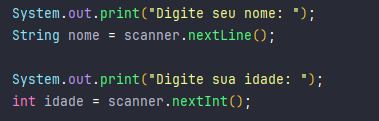 System.out.print("Digite seu nome: ");
String nome = scanner.nextLine();
System.out.print("Digite sua idade: ");
int idade = scanner.nextInt();